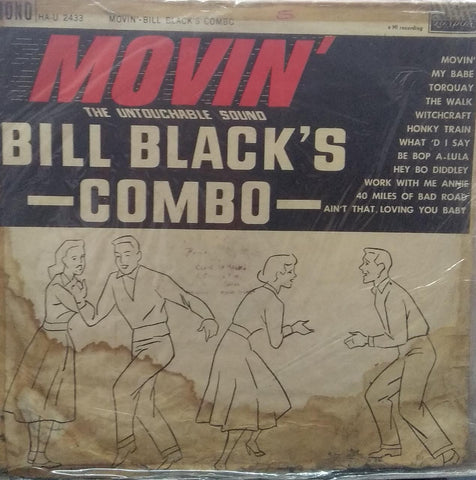 MONO
HA-U 2433
MOVIN'-BILL BLACK'S COMBO
a Hi recording
MOVIN'
THE UNTOUCHABLE SOUND
BILL BLACK'S
COMBO
MOVIN'
MY BABE
TORQUAY
THE WALK
WITCHCRAFT
HONKY TRAIN
WHAT 'D I SAY
BE BOP A-LULA
HEY BO DIDDLEY
WORK WITH ME ANNIE
40 MILES OF BAD ROAD
AIN'T THAT LOVING YOU BABY